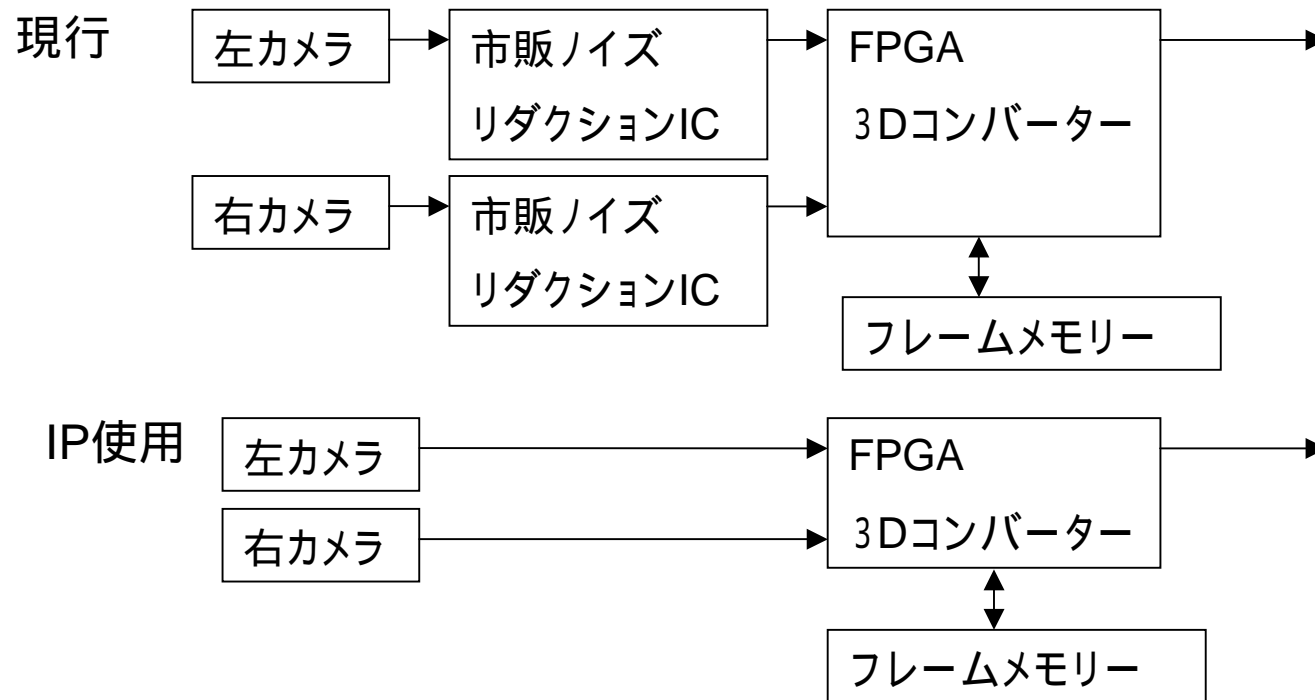 現行
左カメラ
市販ノイズ
リダクションIC
FPGA
3Dコンバーター
右カメラ
市販ノイズ
リダクションIC
フレームメモリー
IP使用
左カメラ
右カメラ
FPGA
3Dコンバーター
フレームメモリー